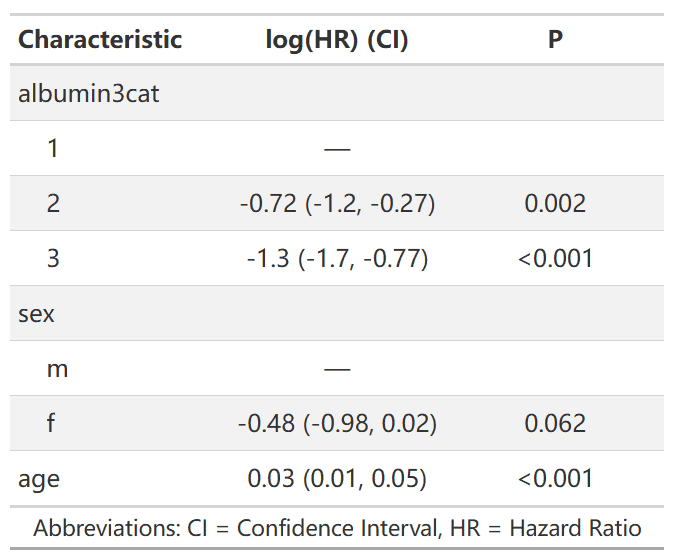 Characteristic log(HR) (CI) P
albumin3cat
1 —
2 -0.72 (-1.2, -0.27) 0.002
3 -1.3 (-1.7, -0.77) <0.001
sex
m —
f -0.48 (-0.98, 0.02) 0.062
age 0.03 (0.01, 0.05) <0.001
Abbreviations: CI = Confidence Interval, HR = Hazard Ratio